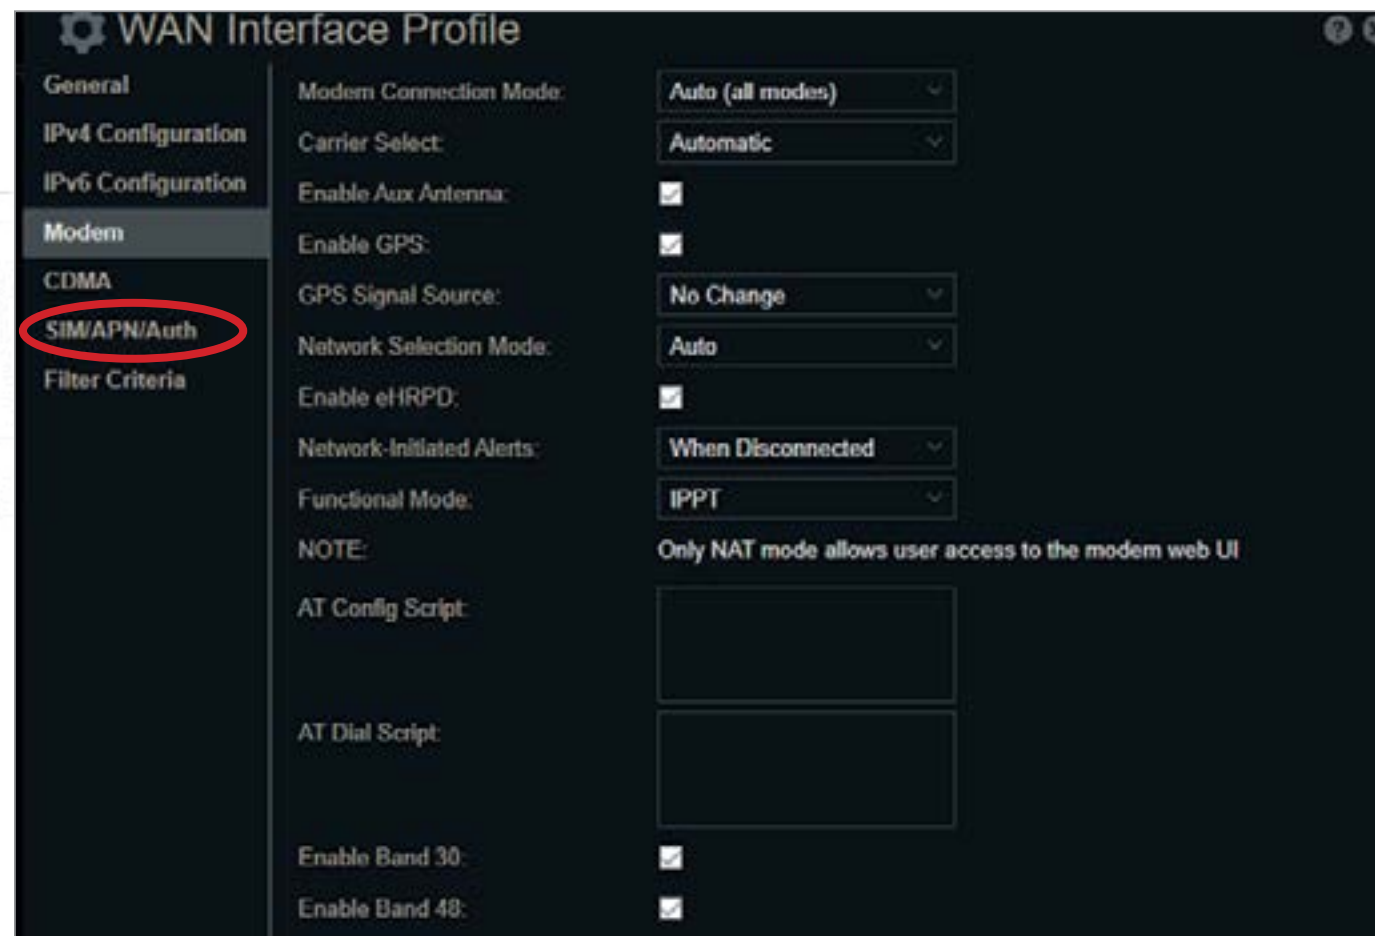 WAN Interface Profile
General
IPv4 Configuration
IPv6 Configuration
Modem
CDMA
SIM/APN/Auth
Filter Criteria
Modem Connection Mode: Auto (all modes)
Carrier Select: Automatic
Enable Aux Antenna:
Enable GPS:
GPS Signal Source: No Change
Network Selection Mode: Auto
Enable eHRPD:
Network-Initiated Alerts: When Disconnected
Functional Mode: IPPT
NOTE: Only NAT mode allows user access to the modem web UI
AT Config Script:
AT Dial Script:
Enable Band 30:
Enable Band 48: